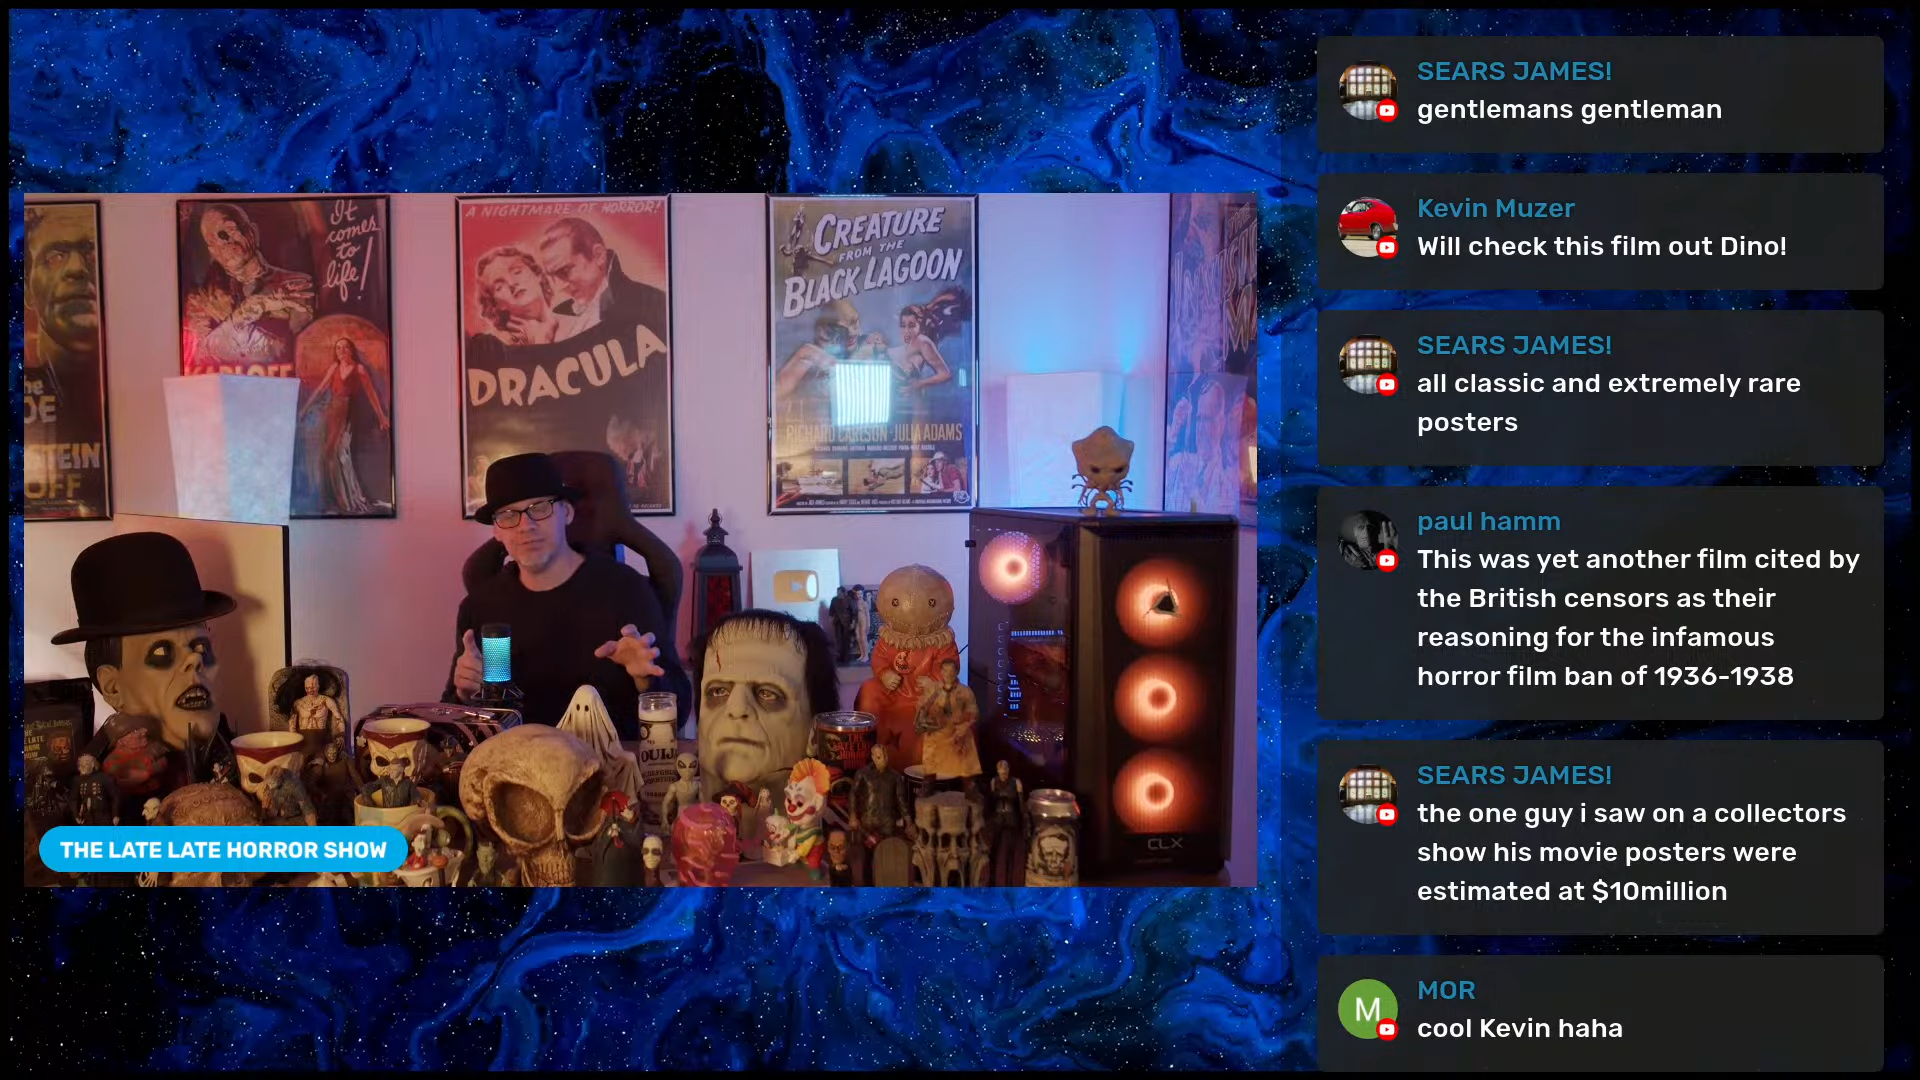 SEARS JAMES!
gentlemans gentleman
Kevin Muzer
Will check this film out Dino!
SEARS JAMES!
all classic and extremely rare
posters
paul hamm
This was yet another film cited by
the British censors as their
reasoning for the infamous
horror film ban of 1936-1938
SEARS JAMES!
the one guy i saw on a collectors
show his movie posters were
estimated at $10million
M
MOR
cool Kevin haha
It
comes
to
life!
A NIGHTMARE OF HORROR!
DRACULA
CREATURE
FROM THE
BLACK LAGOON
RICHARD CARLSON · JULIA ADAMS
STEIN
OFF
OUIJA
CLX
THE LATE LATE HORROR SHOW